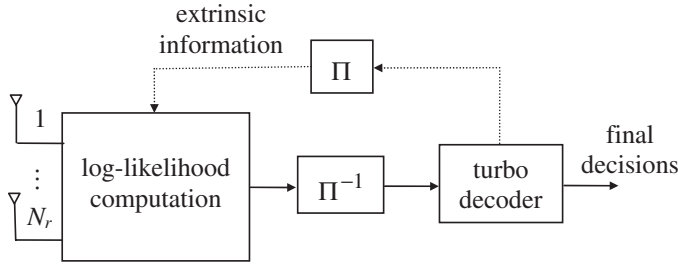 extrinsic
information
Π
1
⋮
N_r
log-likelihood
computation
Π⁻¹
turbo
decoder
final
decisions